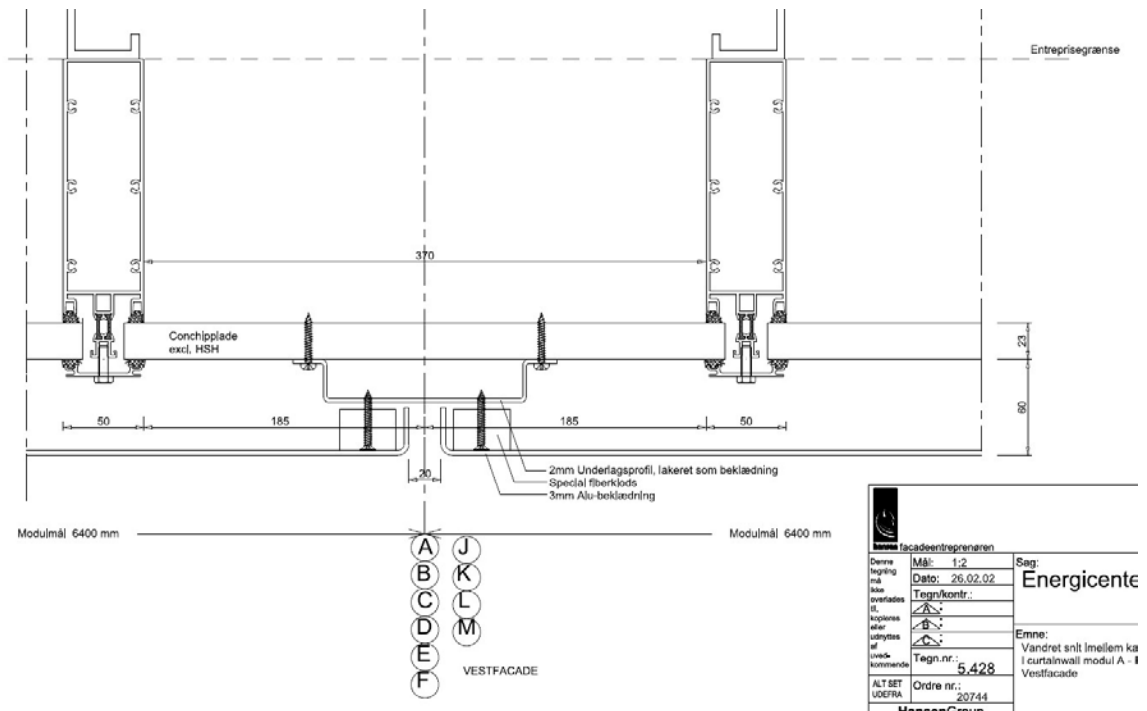 Entreprisegrænse
370
Conchipplade
excl. HSH
23
60
50
185
185
50
20
2mm Underlagsprofil, lakeret som beklædning
Special fiberklods
3mm Alu-beklædning
Modulmål 6400 mm
Modulmål 6400 mm
A J
B K
C L
D M
E
F
VESTFACADE
facadeentreprenøren
Denne
tegning
må
ikke
overlades
til,
kopieres
eller
udnyttes
af
uved-
kommende
Mål: 1:2
Dato: 26.02.02
Tegn/kontr.:
A :
B :
C :
Tegn.nr.:
5.428
ALT SET
UDEFRA
Ordre nr.:
20744
Sag:
Energicente
Emne:
Vandret snit imellem ka
i curtainwall modul A -
Vestfacade
HansenGroup